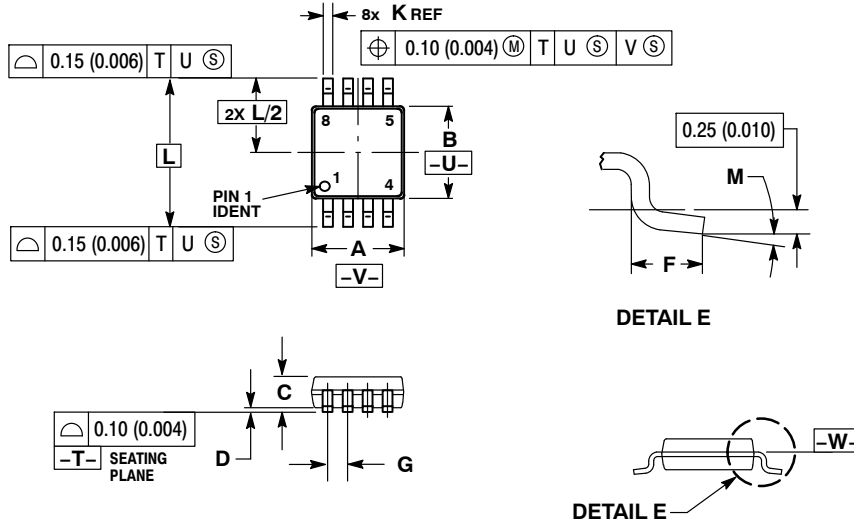 8x K REF
⌖ 0.10 (0.004) Ⓜ T U Ⓢ V Ⓢ
⌓ 0.15 (0.006) T U Ⓢ
2X L/2
8 5
B
-U-
L
1 4
PIN 1
IDENT
⌓ 0.15 (0.006) T U Ⓢ
A
-V-
0.25 (0.010)
M
F
DETAIL E
C
⌓ 0.10 (0.004)
-T- SEATING
PLANE
D
G
-W-
DETAIL E